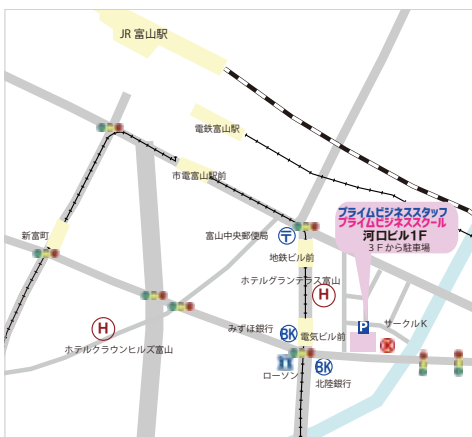 JR 富山駅
電鉄富山駅
市電富山駅前
新富町
富山中央郵便局
〒
地鉄ビル前
プライムビジネススタッフ
プライムビジネススクール
河口ビル1F
3Fから駐車場
ホテルグランテラス富山
H
H
ホテルクラウンヒルズ富山
みずほ銀行
BK
電気ビル前
P
サークルK
ローソン
BK
北陸銀行